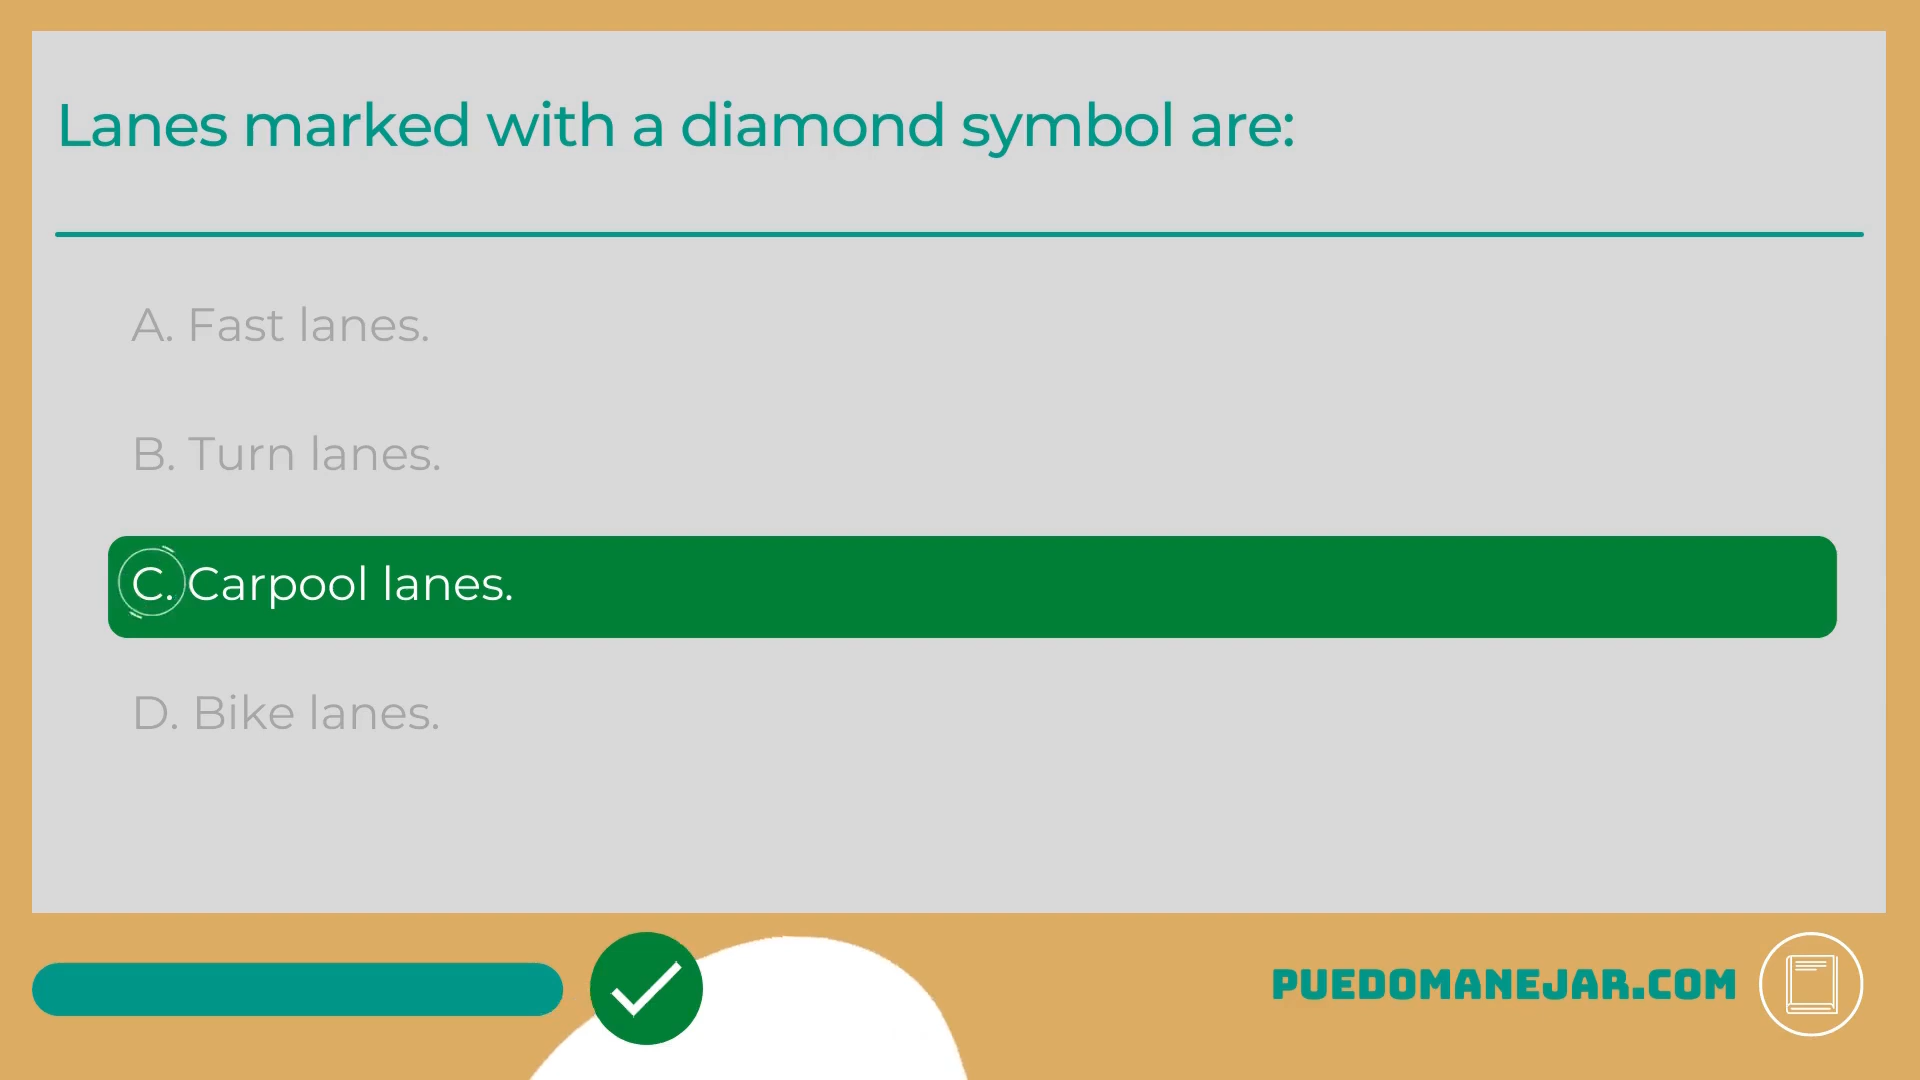 Lanes marked with a diamond symbol are:
A. Fast lanes.
B. Turn lanes.
C. Carpool lanes.
D. Bike lanes.
PUEDOMANEJAR.COM